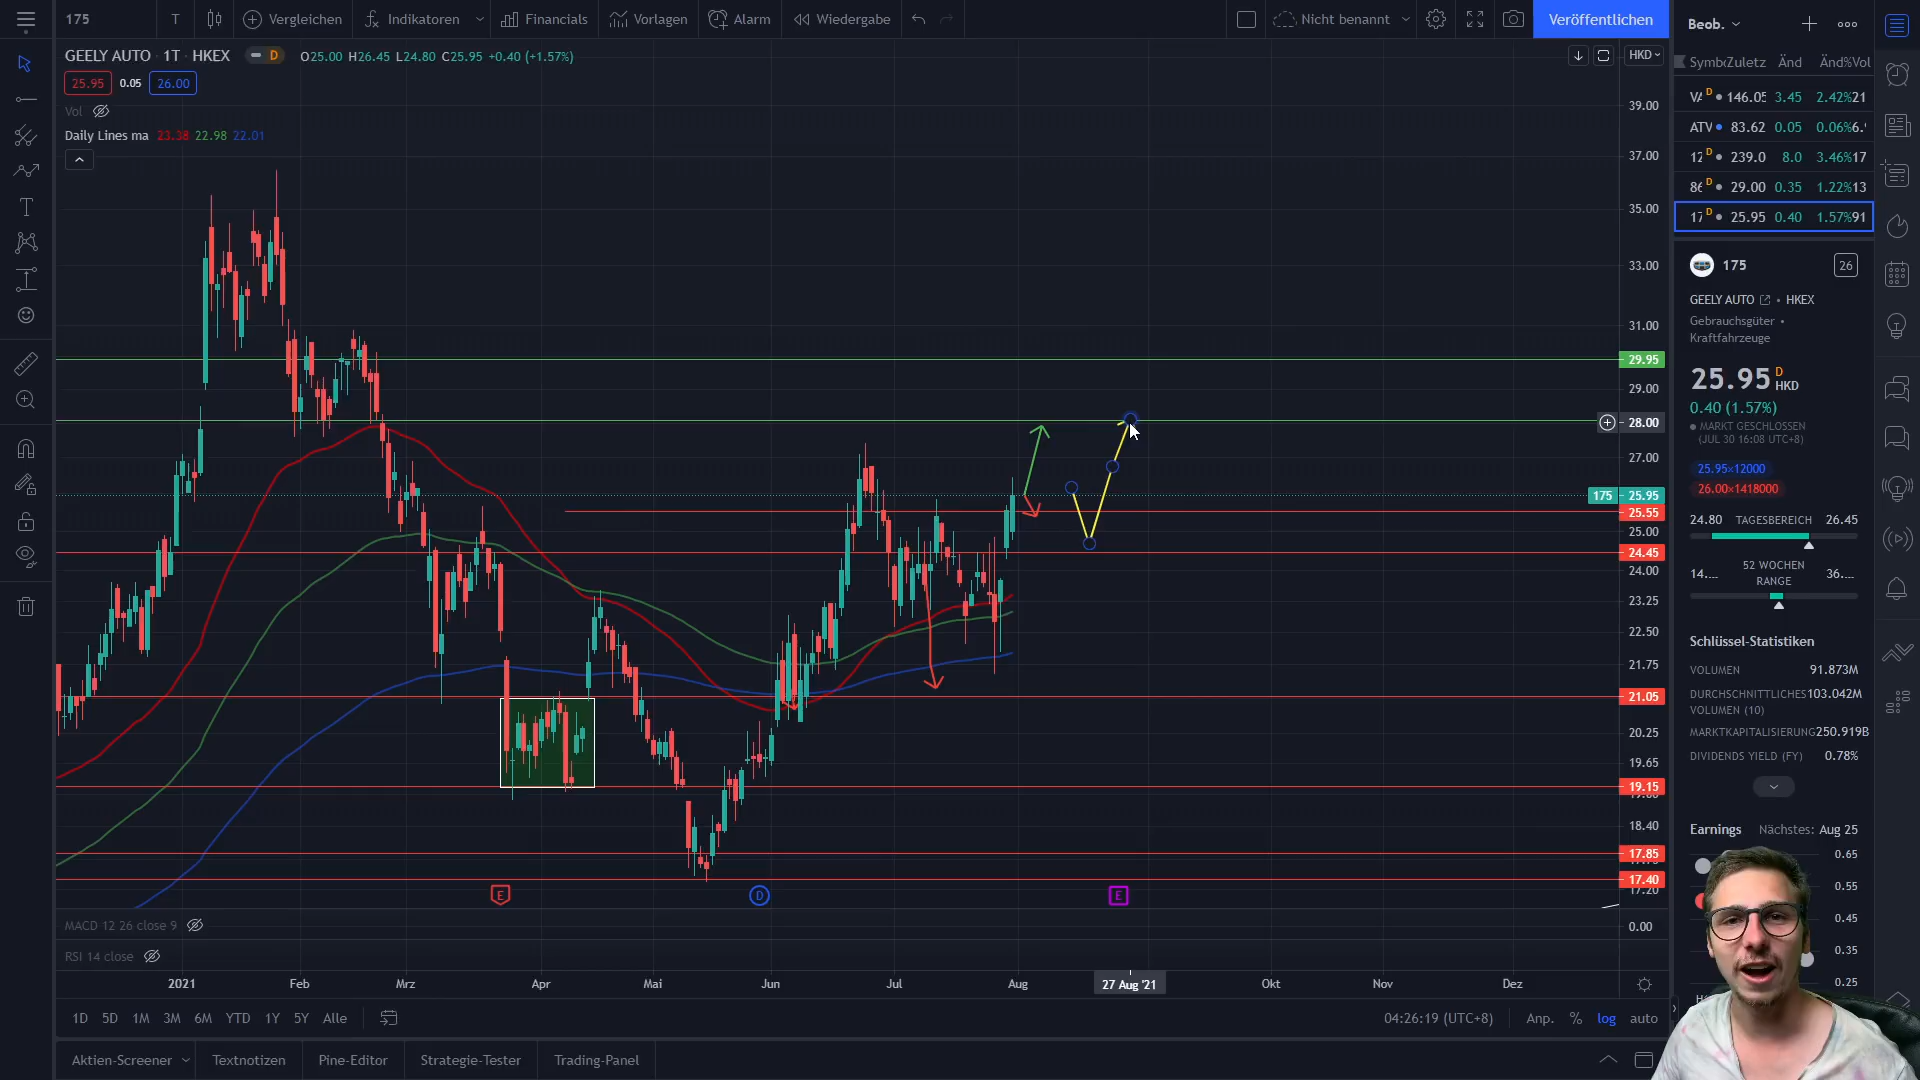 175
T
Vergleichen
Indikatoren
Financials
Vorlagen
Alarm
Wiedergabe
Nicht benannt
Veröffentlichen
Beob.
GEELY AUTO · 1T · HKEX
D
O25.00 H26.45 L24.80 C25.95 +0.40 (+1.57%)
25.95 0.05 26.00
Vol
Daily Lines ma 23.38 22.98 22.01
HKD
39.00
37.00
35.00
33.00
31.00
29.95
29.00
28.00
27.00
175 25.95
25.55
25.00
24.45
24.00
23.25
22.50
21.75
21.05
20.25
19.65
19.15
18.40
17.85
17.40
17.20
E
D
E
MACD 12 26 close 9
0.00
RSI 14 close
2021 Feb Mrz Apr Mai Jun Jul Aug 27 Aug '21 Okt Nov Dez
1D 5D 1M 3M 6M YTD 1Y 5Y Alle
04:26:19 (UTC+8) Anp. % log auto
Aktien-Screener Textnotizen Pine-Editor Strategie-Tester Trading-Panel
Symb Zuletz Änd Änd% Vol
D 146.05 3.45 2.42% 21
ATV 83.62 0.05 0.06% 6.
12 D 239.0 8.0 3.46% 17
86 D 29.00 0.35 1.22% 13
17 D 25.95 0.40 1.57% 91
175 26
GEELY AUTO • HKEX
Gebrauchsgüter •
Kraftfahrzeuge
25.95 D HKD
0.40 (1.57%)
MARKT GESCHLOSSEN
(JUL 30 16:08 UTC+8)
25.95×12000
26.00×1418000
24.80 TAGESBEREICH 26.45
14.... 52 WOCHEN RANGE 36....
Schlüssel-Statistiken
VOLUMEN 91.873M
DURCHSCHNITTLICHES VOLUMEN (10) 103.042M
MARKTKAPITALISIERUNG 250.919B
DIVIDENDS YIELD (FY) 0.78%
Earnings Nächstes: Aug 25
0.65
0.55
0.45
0.35
0.25